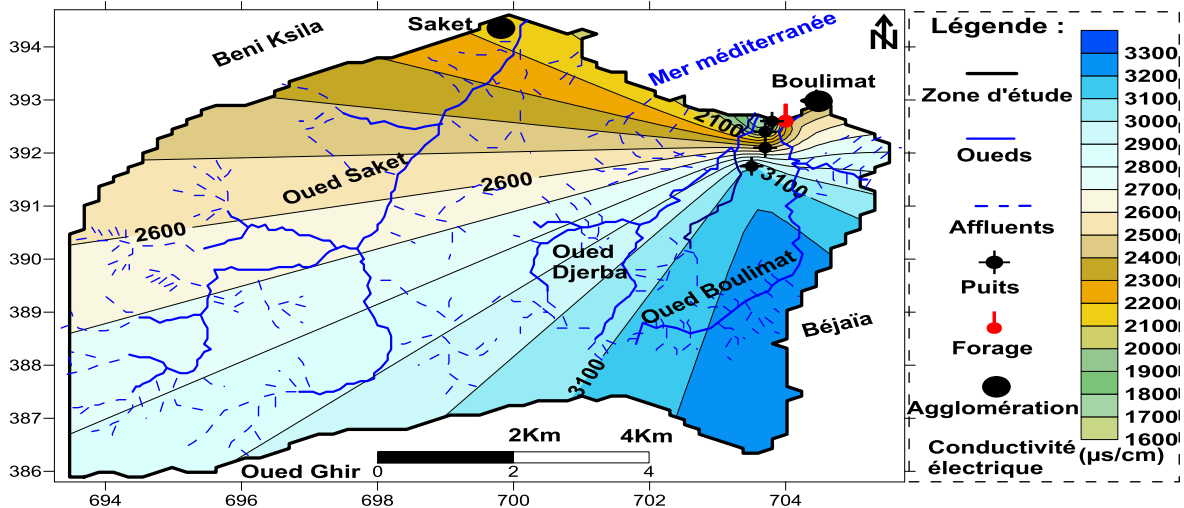 394
393
392
391
390
389
388
387
386
694
696
698
700
702
704
Beni Ksila
Saket
Mer méditerranée
N
Boulimat
2100
3100
Oued Saket
2600
2600
Oued
Djerba
Oued Boulimat
Béjaïa
3100
2Km
4Km
Oued Ghir
0
2
4
Légende :
Zone d'étude
Oueds
Affluents
Puits
Forage
Agglomération
Conductivité
électrique
(µs/cm)
3300
3200
3100
3000
2900
2800
2700
2600
2500
2400
2300
2200
2100
2000
1900
1800
1700
1600